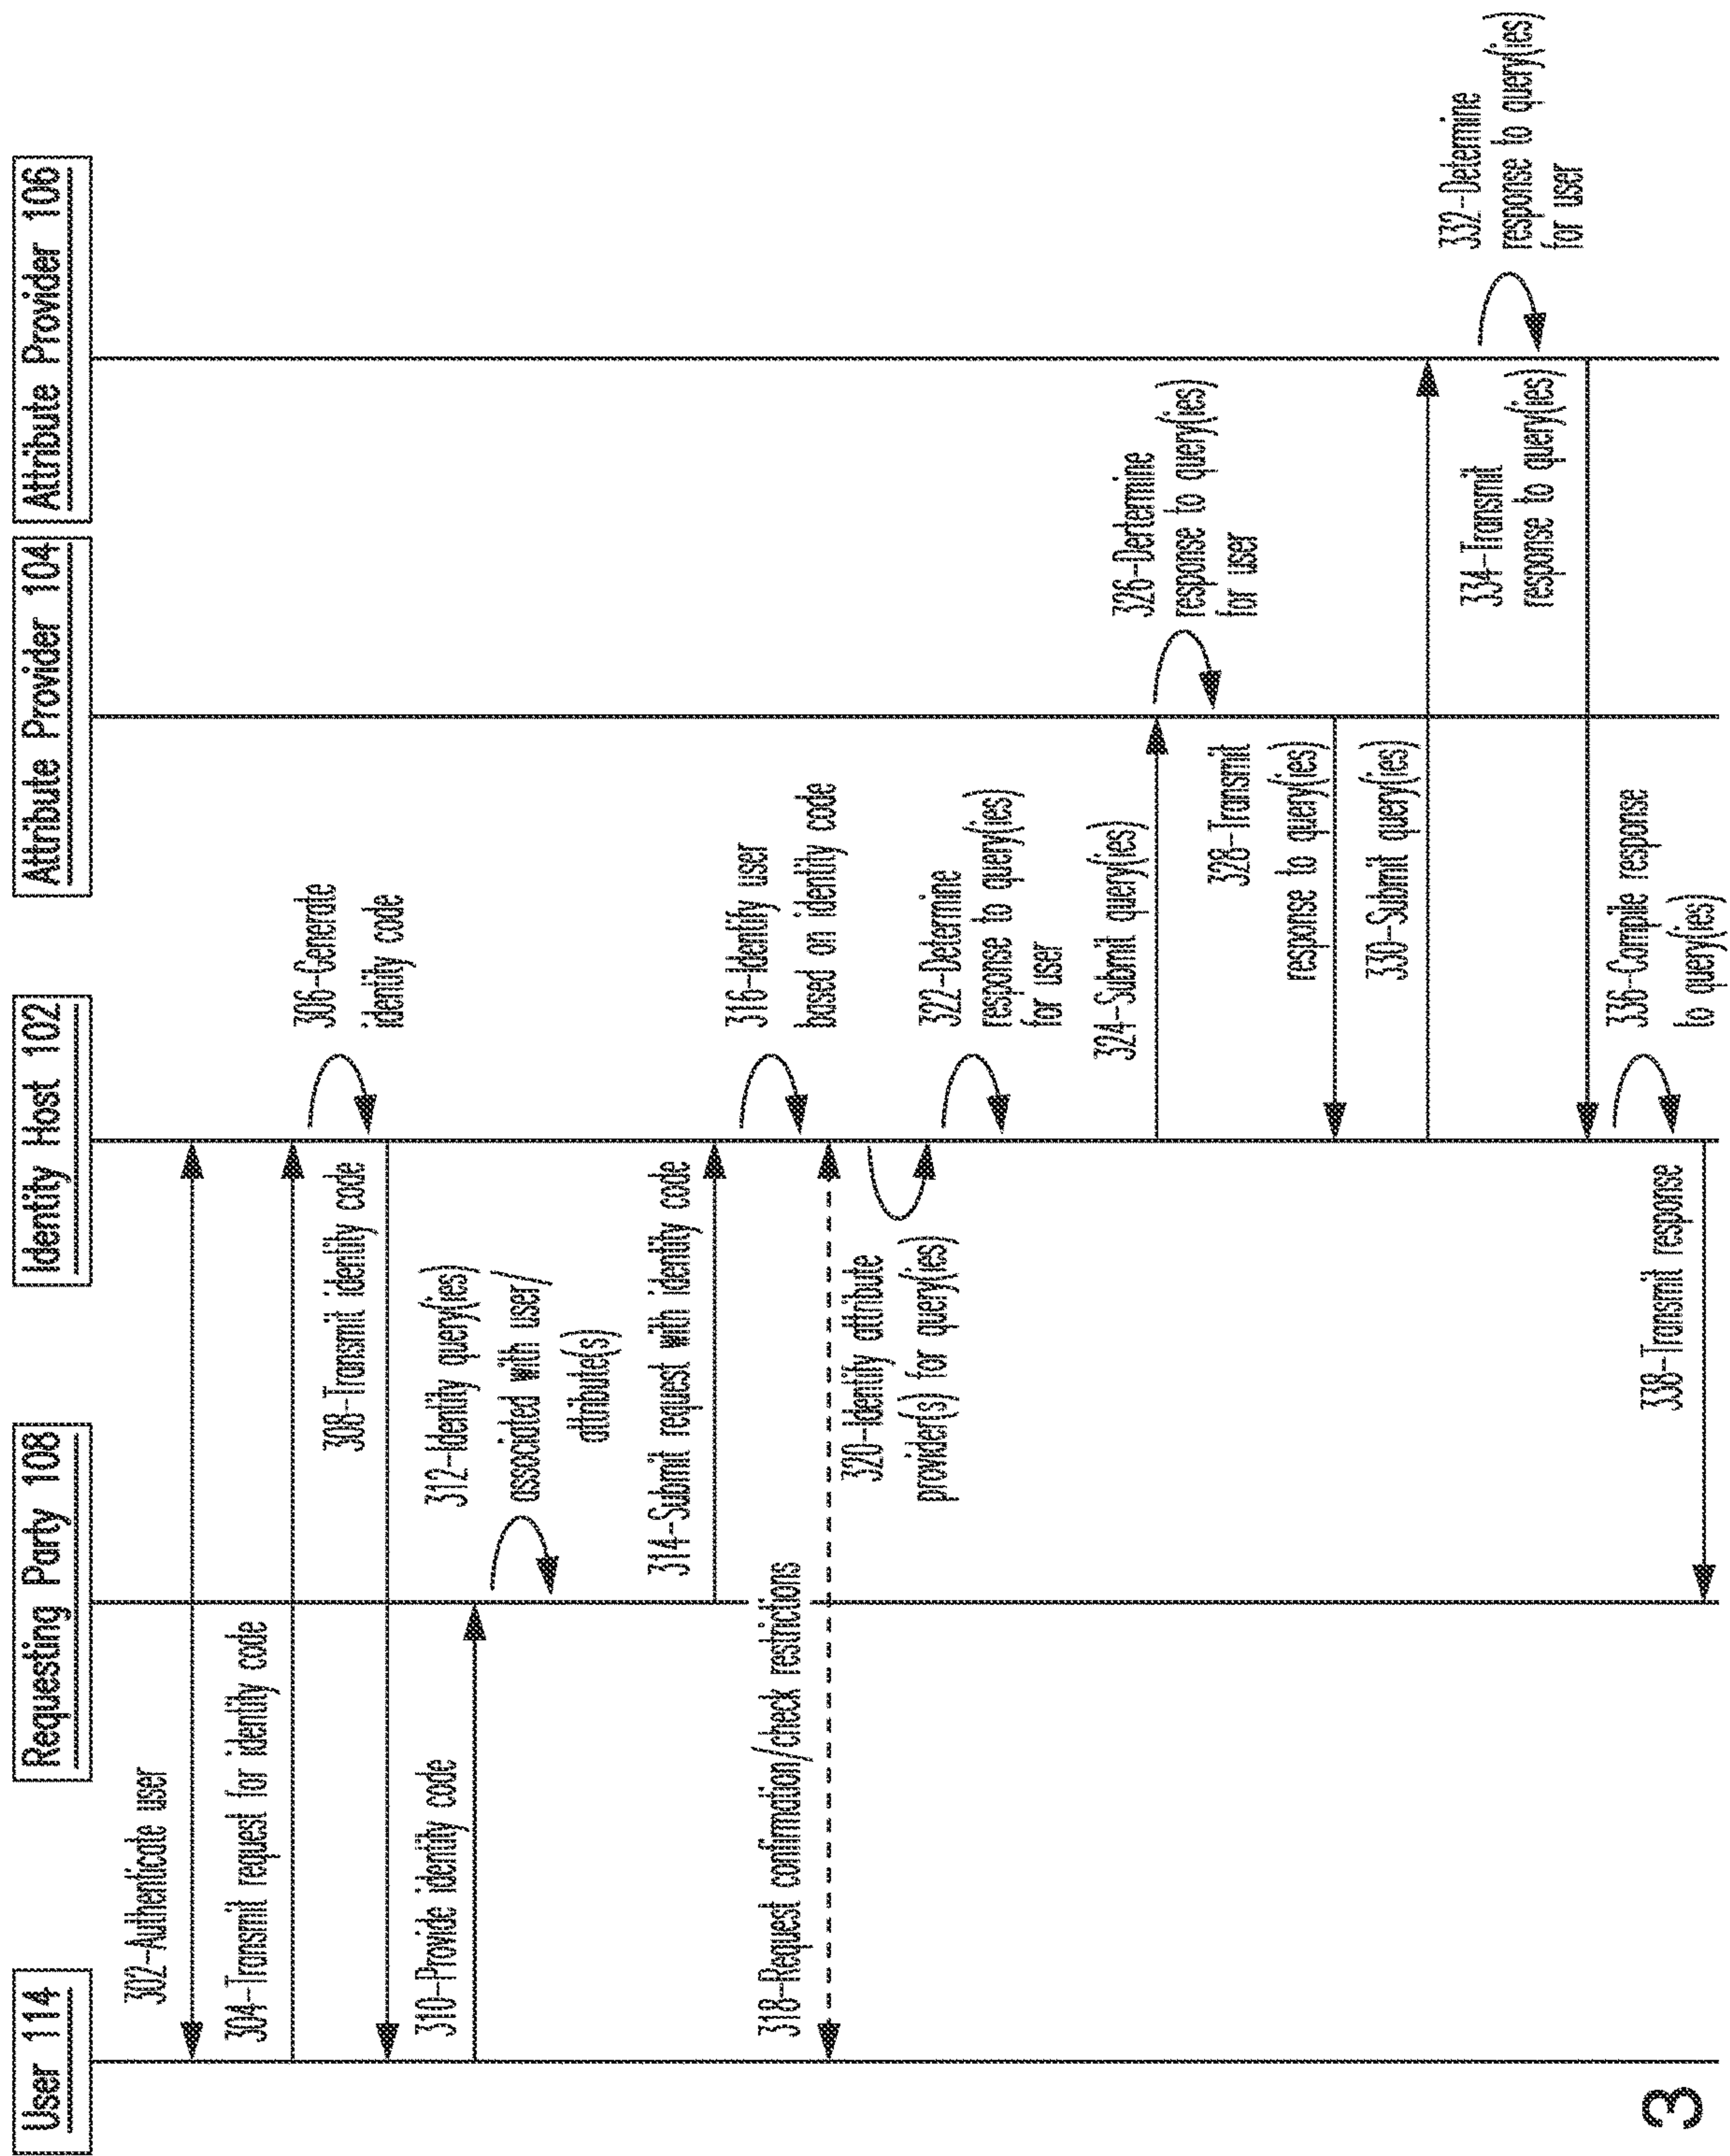 User 114
Requesting Party 108
Identity Host 102
Attribute Provider 104
Attribute Provider 106
302-Authenticate user
304-Transmit request for identity code
306-Generate
identity code
308-Transmit identity code
310-Provide identity code
312-Identify query(ies)
associated with user/
attribute(s)
314-Submit request with identity code
316-Identify user
based on identity code
318-Request confirmation/check restrictions
320-Identify attribute
provider(s) for query(ies)
322-Determine
response to query(ies)
for user
324-Submit query(ies)
326-Dertermine
response to query(ies)
for user
328-Transmit
response to query(ies)
330-Submit query(ies)
332-Determine
response to query(ies)
for user
334-Transmit
response to query(ies)
336-Compile response
to query(ies)
338-Transmit response
3